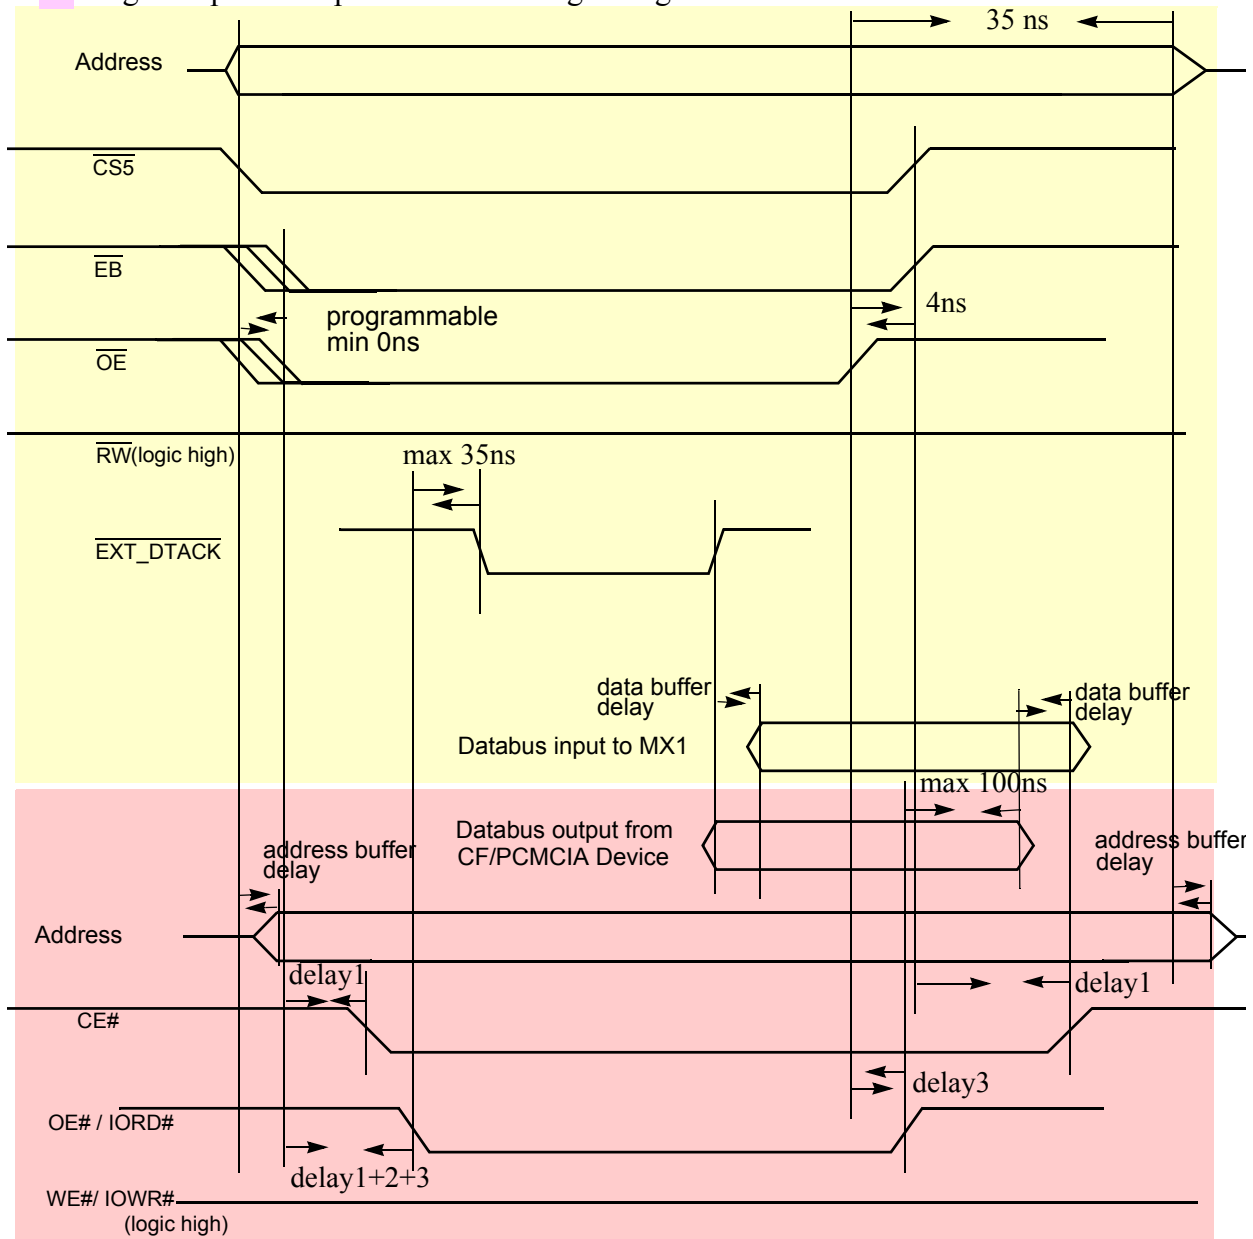 35 ns
Address
CS5
EB
4ns
programmable
min 0ns
OE
RW(logic high)
max 35ns
EXT_DTACK
data buffer
delay
data buffer
delay
Databus input to MX1
max 100ns
Databus output from
CF/PCMCIA Device
address buffer
delay
address buffer
delay
Address
delay1
delay1
CE#
delay3
OE# / IORD#
delay1+2+3
WE#/ IOWR#
(logic high)